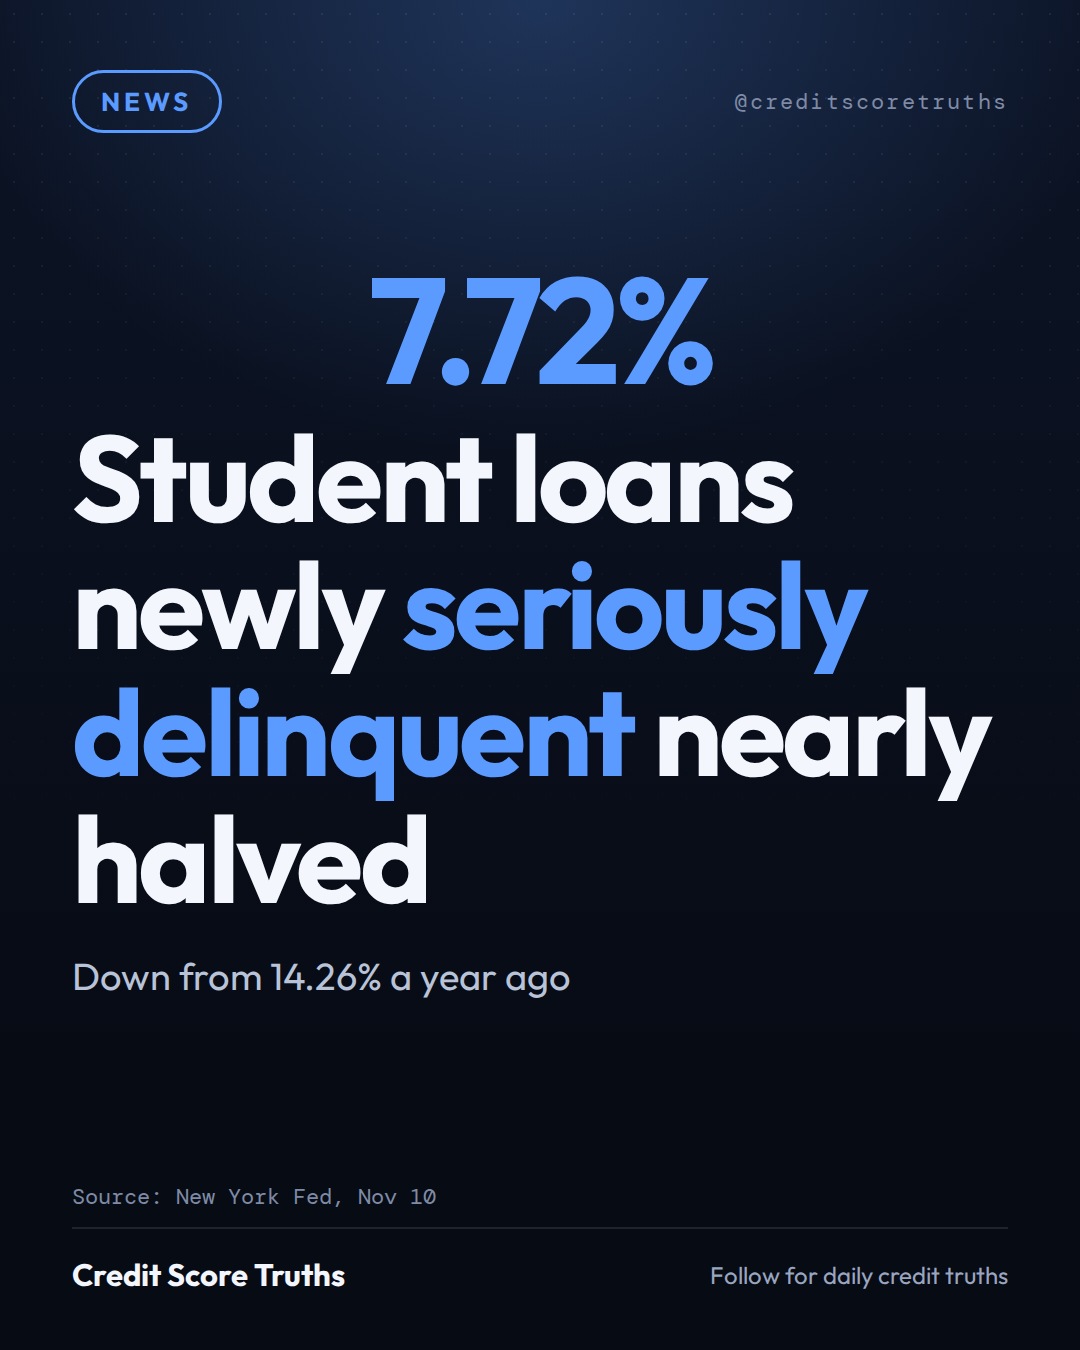 NEWS
@creditscoretruths
7.72%
Student loans
newly seriously
delinquent nearly
halved
Down from 14.26% a year ago
Source: New York Fed, Nov 10
Credit Score Truths
Follow for daily credit truths